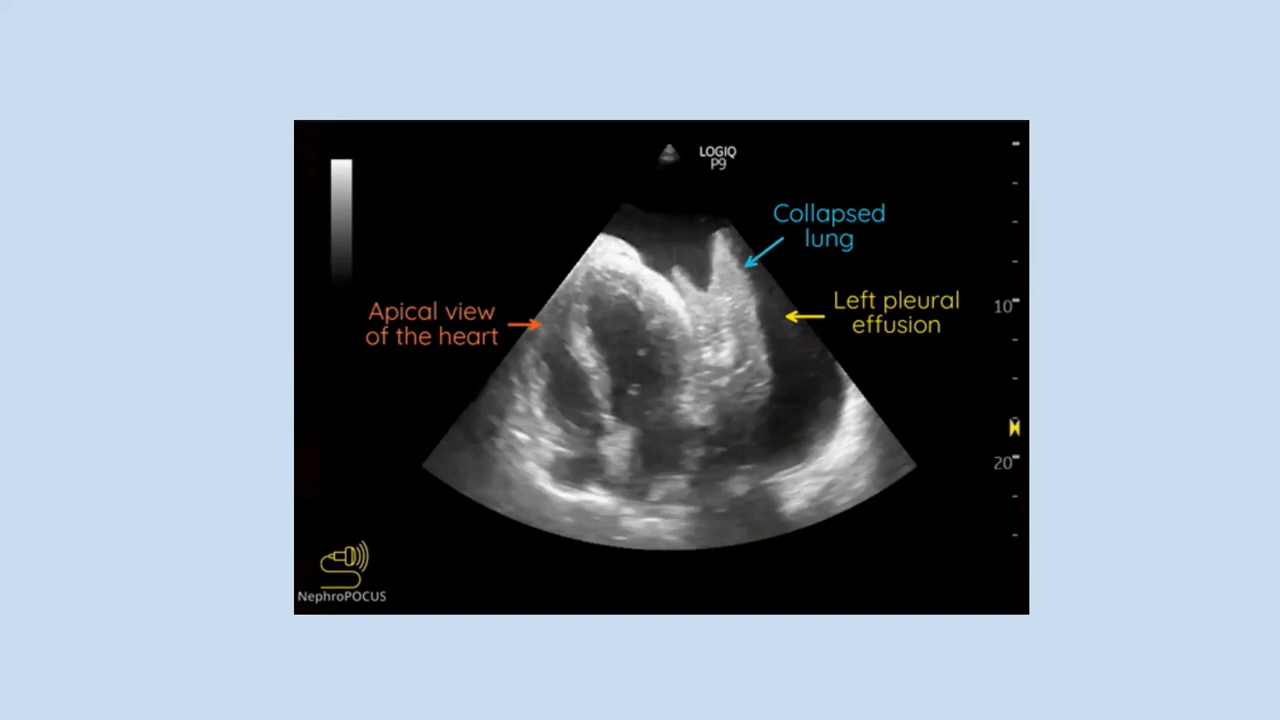 LOGIQ
P9
Collapsed
lung
Left pleural
effusion
Apical view
of the heart
10
20
NephroPOCUS